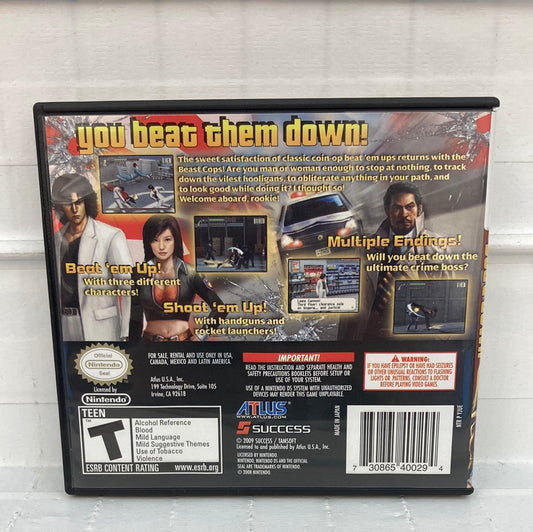 you beat them down!
The sweet satisfaction of classic coin-op beat 'em ups returns with the
Beast Cops! Are you man or woman enough to stop at nothing, to track
down the vilest hooligans, to obliterate anything in your path, and
to look good while doing it? I thought so!
Welcome aboard, rookie!
Multiple Endings!
Will you beat down the
ultimate crime boss?
Beat 'em Up!
With three different
characters!
Shoot 'em Up!
With handguns and
rocket launchers!
Official
Nintendo
Seal
Licensed by
Nintendo
FOR SALE, RENTAL AND USE ONLY IN USA,
CANADA, MEXICO AND LATIN AMERICA.
Atlus U.S.A., Inc.
199 Technology Drive, Suite 105
Irvine, CA 92618
IMPORTANT!
READ THE INSTRUCTION AND SEPARATE HEALTH AND
SAFETY PRECAUTIONS BOOKLETS BEFORE SETUP OR
USE OF YOUR SYSTEM.
USE OF A NINTENDO DS SYSTEM WITH UNAUTHORIZED
DEVICES MAY RENDER THIS GAME UNPLAYABLE.
WARNING!
IF YOU HAVE EPILEPSY OR HAVE HAD SEIZURES
OR OTHER UNUSUAL REACTIONS TO FLASHING
LIGHTS OR PATTERNS, CONSULT A DOCTOR
BEFORE PLAYING VIDEO GAMES.
TEEN
T
Alcohol Reference
Blood
Mild Language
Mild Suggestive Themes
Use of Tobacco
Violence
ESRB CONTENT RATING www.esrb.org
ATLUS
WWW.ATLUS.COM
SUCCESS
© 2009 SUCCESS / TAMSOFT
Licensed to and published by Atlus U.S.A., Inc.
LICENSED BY NINTENDO.
NINTENDO, NINTENDO DS AND THE OFFICIAL
SEAL ARE TRADEMARKS OF NINTENDO.
© 2008 NINTENDO.
MADE IN JAPAN
7 30865 40029 4